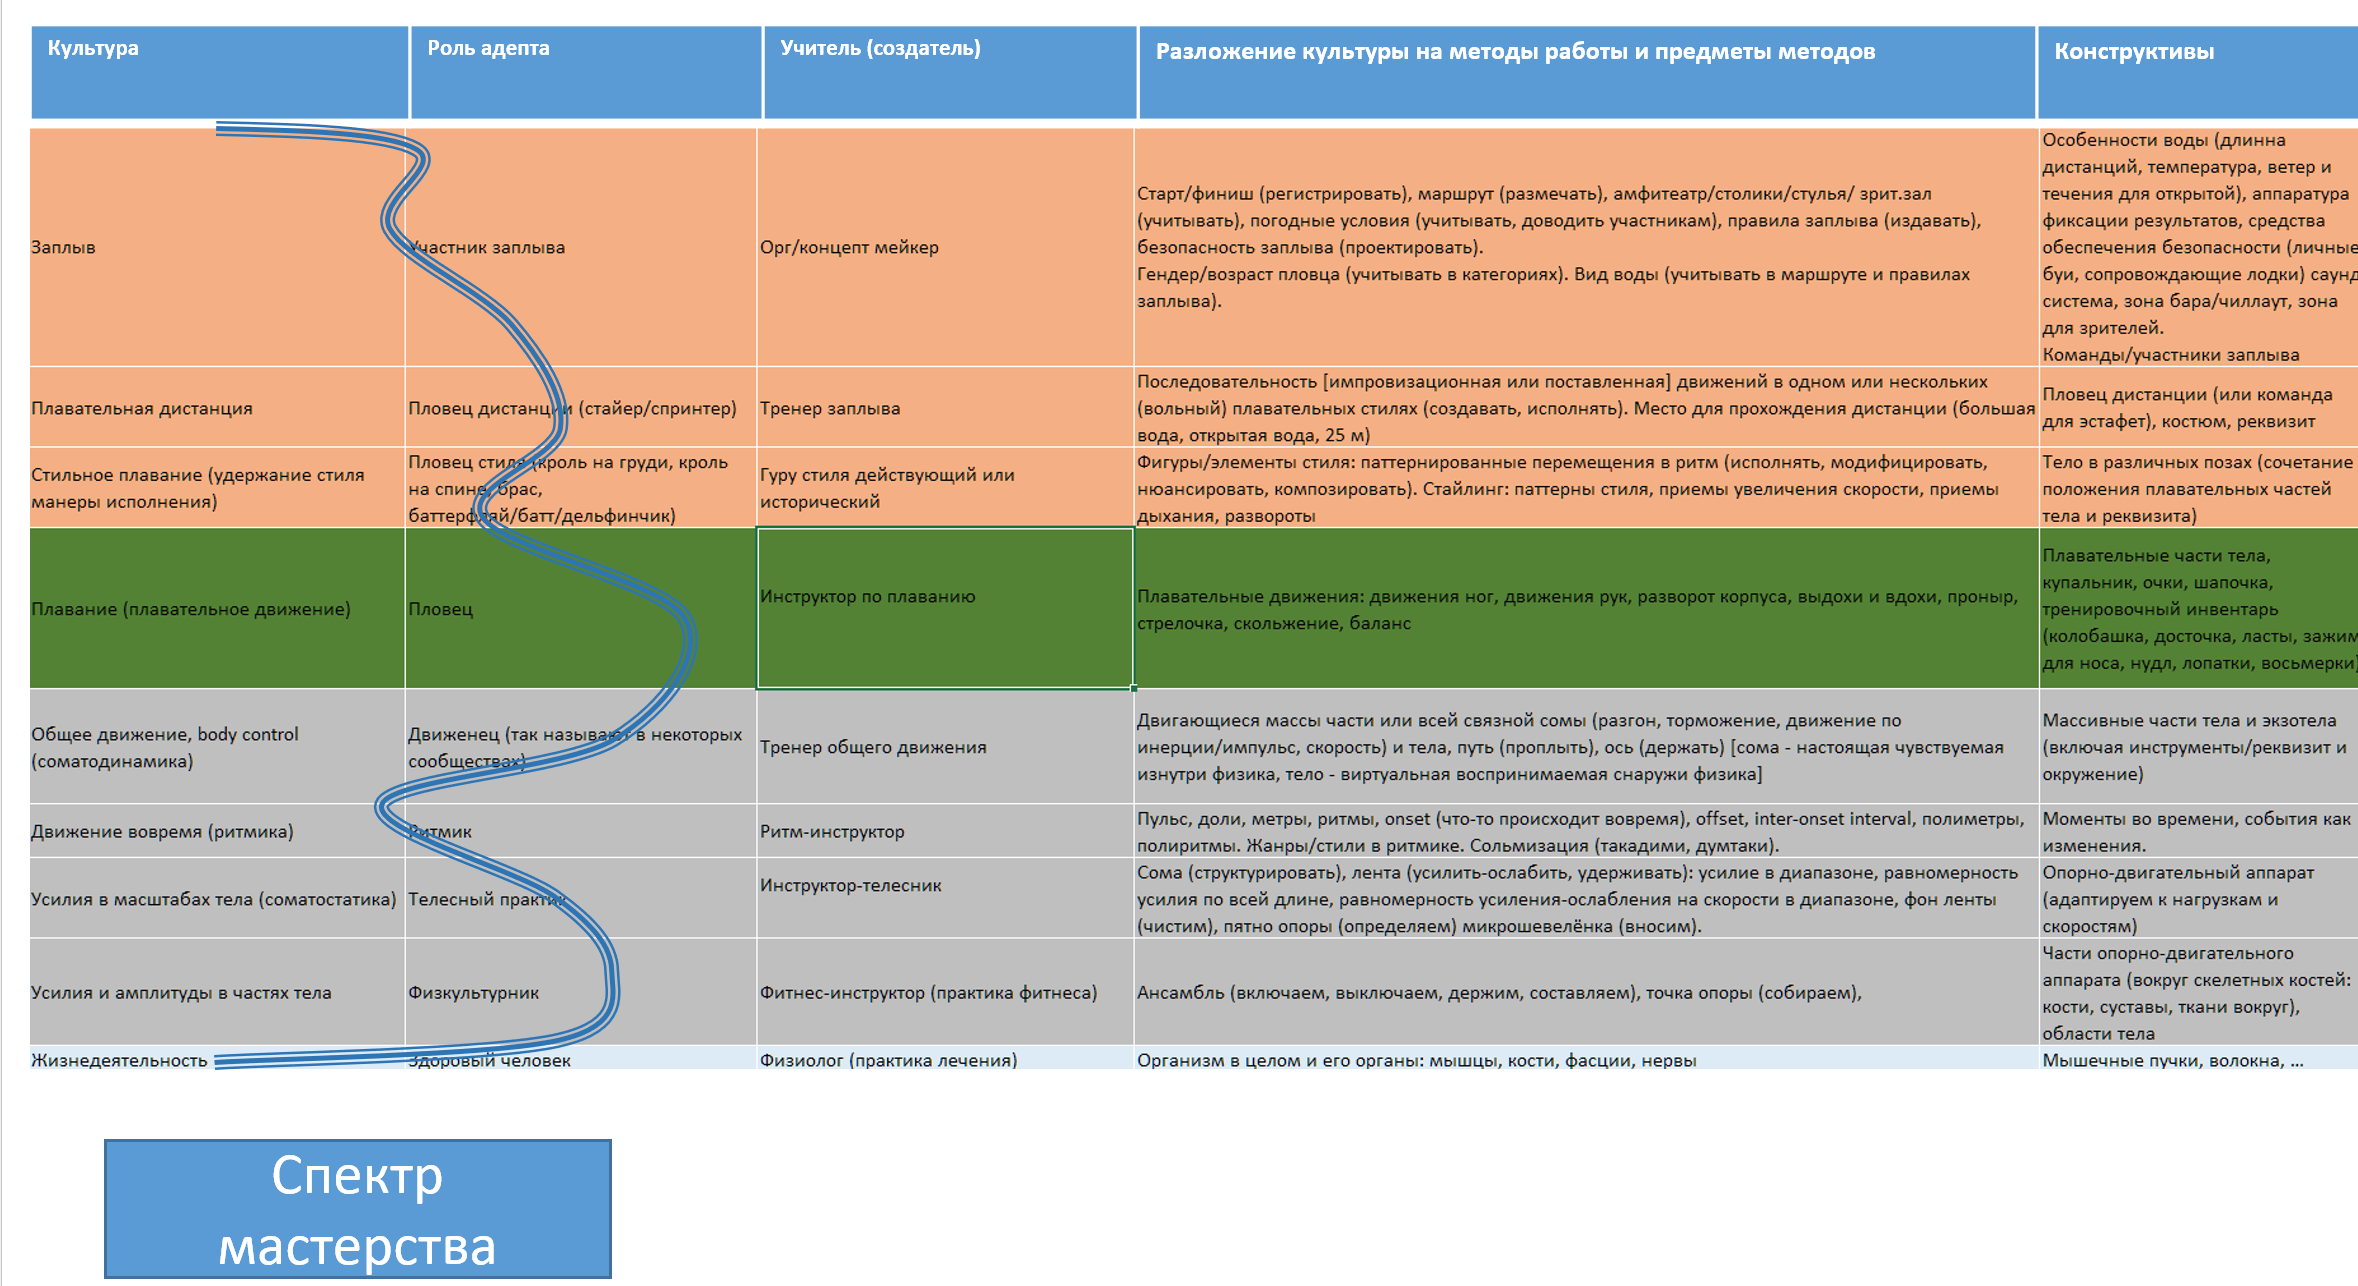 Культура
Роль адепта
Учитель (создатель)
Разложение культуры на методы работы и предметы методов
Конструктивы
Заплыв
Участник заплыва
Орг/концепт мейкер
Старт/финиш (регистрировать), маршрут (размечать), амфитеатр/столики/стулья/ зрит.зал
(учитывать), погодные условия (учитывать, доводить участникам), правила заплыва (издавать),
безопасность заплыва (проектировать).
Гендер/возраст пловца (учитывать в категориях). Вид воды (учитывать в маршруте и правилах
заплыва).
Особенности воды (длинна
дистанций, температура, ветер и
течения для открытой), аппаратура
фиксации результатов, средства
обеспечения безопасности (личные
буи, сопровождающие лодки) саунд
система, зона бара/чиллаут, зона
для зрителей.
Команды/участники заплыва
Плавательная дистанция
Пловец дистанции (стайер/спринтер)
Тренер заплыва
Последовательность [импровизационная или поставленная] движений в одном или нескольких
(вольный) плавательных стилях (создавать, исполнять). Место для прохождения дистанции (большая
вода, открытая вода, 25 м)
Пловец дистанции (или команда
для эстафет), костюм, реквизит
Стильное плавание (удержание стиля
манеры исполнения)
Пловец стиля (кроль на груди, кроль
на спине, брас,
баттерфляй/батт/дельфинчик)
Гуру стиля действующий или
исторический
Фигуры/элементы стиля: паттернированные перемещения в ритм (исполнять, модифицировать,
нюансировать, композировать). Стайлинг: паттерны стиля, приемы увеличения скорости, приемы
дыхания, развороты
Тело в различных позах (сочетание
положения плавательных частей
тела и реквизита)
Плавание (плавательное движение)
Пловец
Инструктор по плаванию
Плавательные движения: движения ног, движения рук, разворот корпуса, выдохи и вдохи, проныр,
стрелочка, скольжение, баланс
Плавательные части тела,
купальник, очки, шапочка,
тренировочный инвентарь
(колобашка, досточка, ласты, зажим
для носа, нудл, лопатки, восьмерки)
Общее движение, body control
(соматодинамика)
Движенец (так называют в некоторых
сообществах)
Тренер общего движения
Двигающиеся массы части или всей связной сомы (разгон, торможение, движение по
инерции/импульс, скорость) и тела, путь (проплыть), ось (держать) [сома - настоящая чувствуемая
изнутри физика, тело - виртуальная воспринимаемая снаружи физика]
Массивные части тела и экзотела
(включая инструменты/реквизит и
окружение)
Движение вовремя (ритмика)
Ритмик
Ритм-инструктор
Пульс, доли, метры, ритмы, onset (что-то происходит вовремя), offset, inter-onset interval, полиметры,
полиритмы. Жанры/стили в ритмике. Сольмизация (такадими, думтаки).
Моменты во времени, события как
изменения.
Усилия в масштабах тела (соматостатика)
Телесный практик
Инструктор-телесник
Сома (структурировать), лента (усилить-ослабить, удерживать): усилие в диапазоне, равномерность
усилия по всей длине, равномерность усиления-ослабления на скорости в диапазоне, фон ленты
(чистим), пятно опоры (определяем) микрошевелёнка (вносим).
Опорно-двигательный аппарат
(адаптируем к нагрузкам и
скоростям)
Усилия и амплитуды в частях тела
Физкультурник
Фитнес-инструктор (практика фитнеса)
Ансамбль (включаем, выключаем, держим, составляем), точка опоры (собираем),
Части опорно-двигательного
аппарата (вокруг скелетных костей:
кости, суставы, ткани вокруг),
области тела
Жизнедеятельность
Здоровый человек
Физиолог (практика лечения)
Организм в целом и его органы: мышцы, кости, фасции, нервы
Мышечные пучки, волокна, ...
Спектр
мастерства